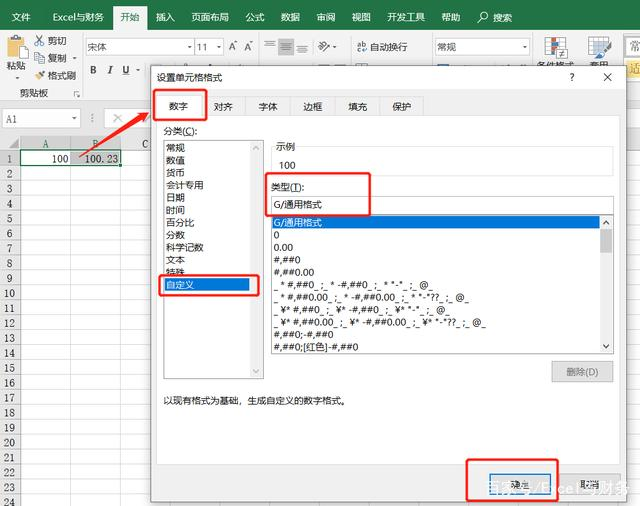 文件 Excel与财务 开始 插入 页面布局 公式 数据 审阅 视图 开发工具 帮助 搜索
剪切
复制
格式刷
粘贴
剪贴板
宋体 11 A A
B I U
ab 自动换行
常规
条件格式 套用
常
A1
A B C
1 100 100.23
2
3
4
5
6
7
8
9
10
11
12
13
14
15
16
17
18
19
20
21
22
23
24
设置单元格格式 ? ×
数字 对齐 字体 边框 填充 保护
分类(C):
常规
数值
货币
会计专用
日期
时间
百分比
分数
科学记数
文本
特殊
自定义
示例
100
类型(T):
G/通用格式
G/通用格式
0
0.00
#,##0
#,##0.00
_ * #,##0_ ;_ * -#,##0_ ;_ * "-"_ ;_ @_
_ * #,##0.00_ ;_ * -#,##0.00_ ;_ * "-"??_ ;_ @_
_ ¥* #,##0_ ;_ ¥* -#,##0_ ;_ ¥* "-"_ ;_ @_
_ ¥* #,##0.00_ ;_ ¥* -#,##0.00_ ;_ ¥* "-"??_ ;_ @_
#,##0;-#,##0
#,##0;[红色]-#,##0
删除(D)
以现有格式为基础，生成自定义的数字格式。
百家号/Excel与财务